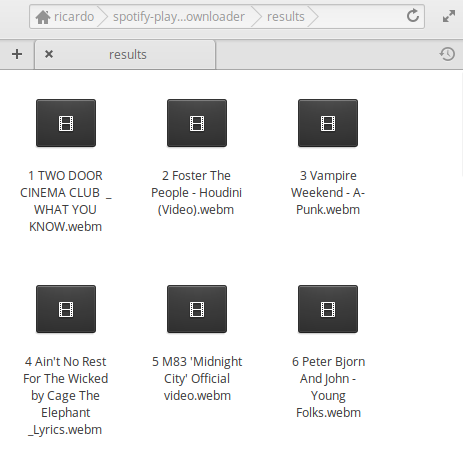 ricardo spotify-play...ownloader results
results
1 TWO DOOR
CINEMA CLUB _
WHAT YOU
KNOW.webm
2 Foster The
People - Houdini
(Video).webm
3 Vampire
Weekend - A-
Punk.webm
4 Ain't No Rest
For The Wicked
by Cage The
Elephant
_Lyrics.webm
5 M83 'Midnight
City' Official
video.webm
6 Peter Bjorn
And John -
Young
Folks.webm